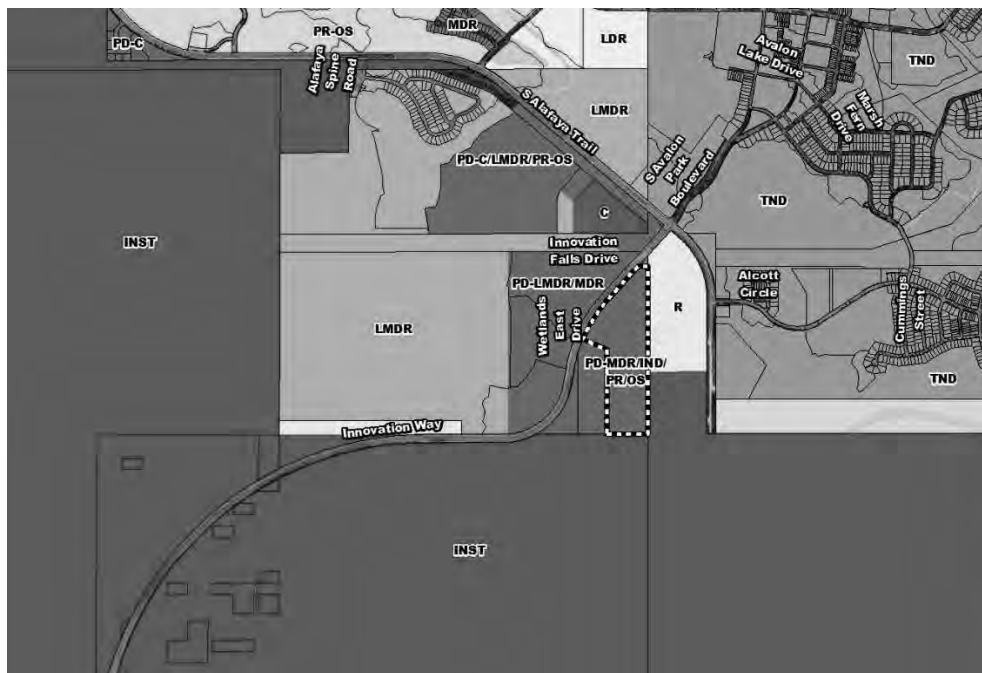 PD-C
PR-OS
MDR
LDR
Alafaya
Spine
Road
Avalon
Lake Drive
TND
S Alafaya Trail
LMDR
Marsh
Fern
Drive
PD-C/LMDR/PR-OS
S Avalon
Park
Boulevard
C
TND
INST
Innovation
Falls Drive
PD-LMDR/MDR
Alcott
Circle
Cummings
Street
Wetlands
East
Drive
R
LMDR
PD-MDR/IND/
PR/OS
TND
Innovation Way
INST